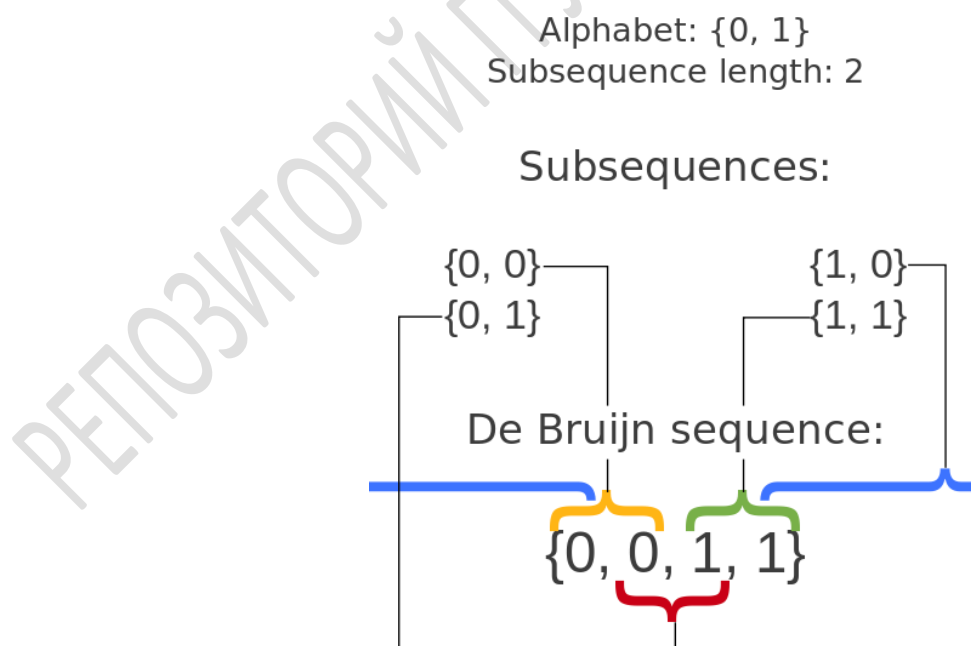 Alphabet: {0, 1}
Subsequence length: 2
Subsequences:
{0, 0} {1, 0}
{0, 1} {1, 1}
De Bruijn sequence:
{0, 0, 1, 1}
РЕПОЗИТОРИЙ